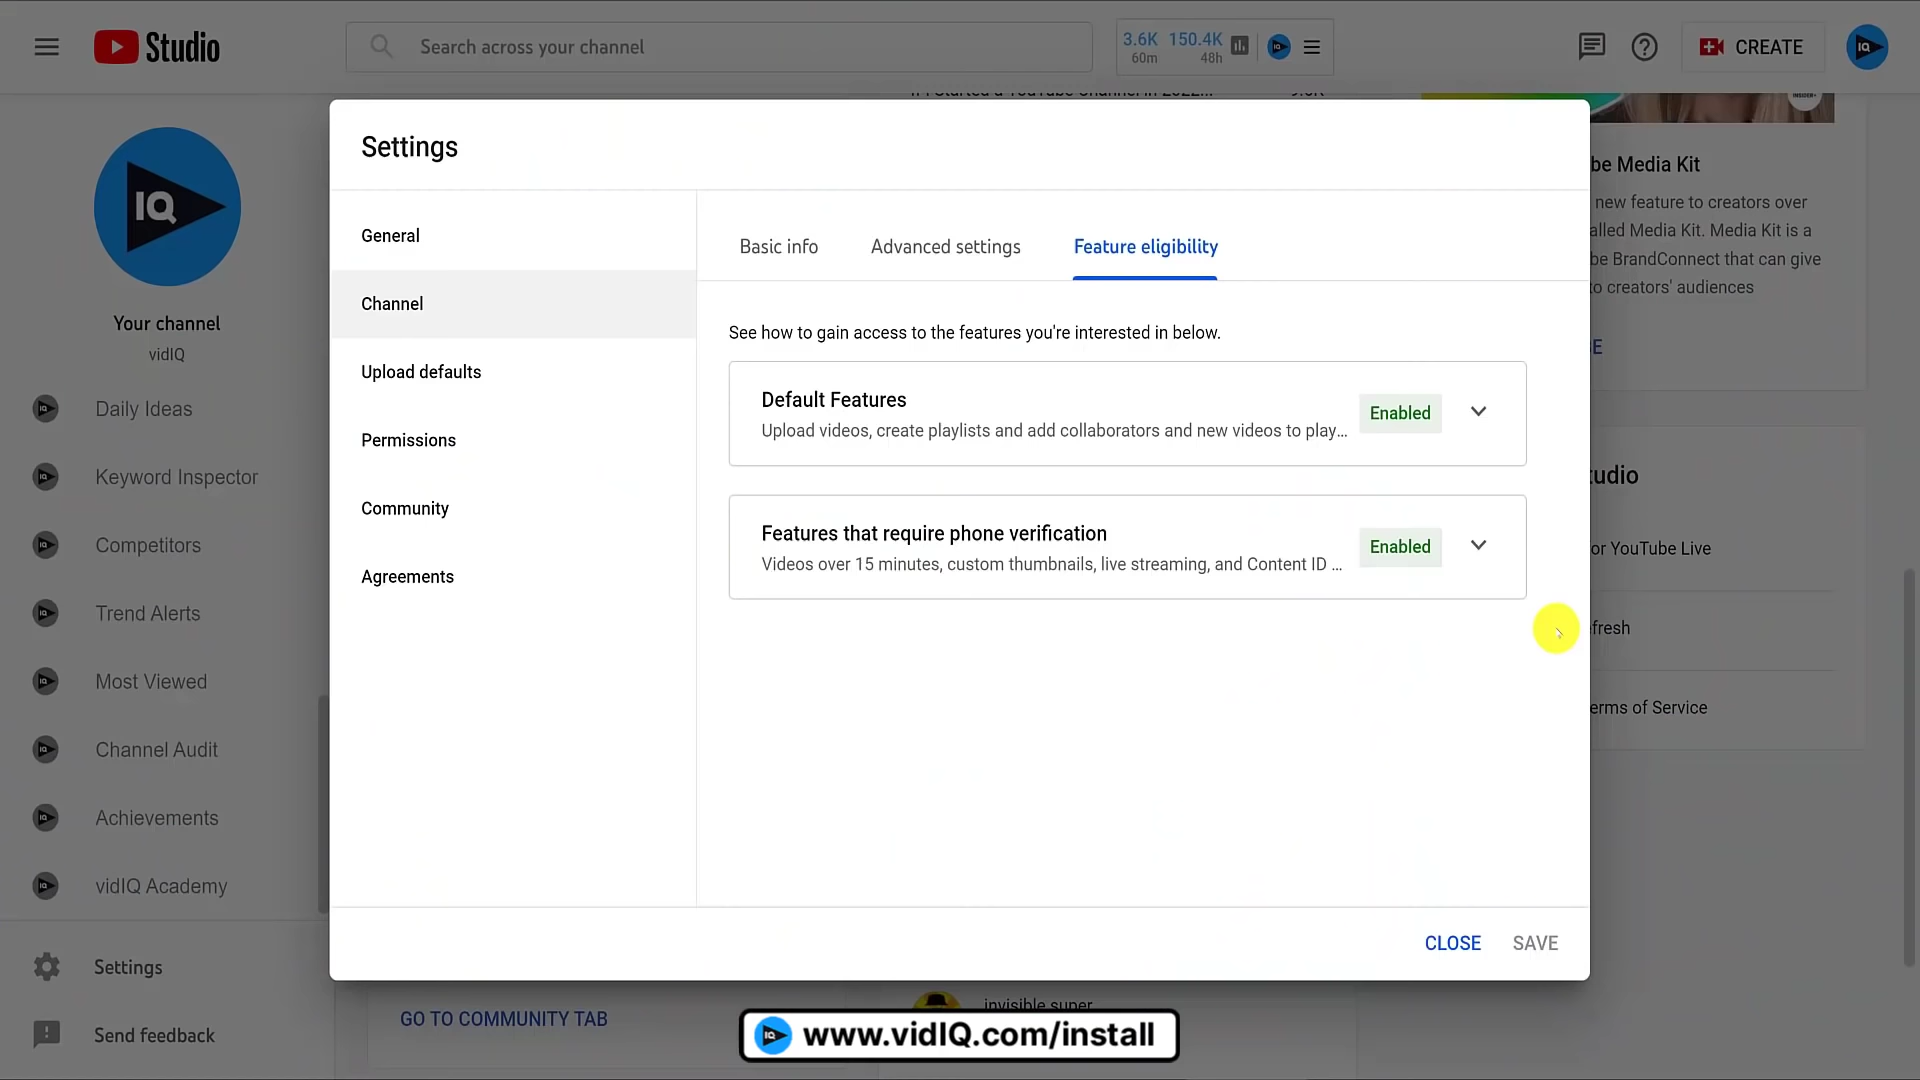 Studio
Search across your channel
3.6K 150.4K
60m 48h
CREATE
IQ
Your channel
vidIQ
Daily Ideas
Keyword Inspector
Competitors
Trend Alerts
Most Viewed
Channel Audit
Achievements
vidIQ Academy
Settings
Send feedback
Settings
General
Channel
Upload defaults
Permissions
Community
Agreements
Basic info
Advanced settings
Feature eligibility
See how to gain access to the features you're interested in below.
Default Features
Upload videos, create playlists and add collaborators and new videos to play...
Enabled
Features that require phone verification
Videos over 15 minutes, custom thumbnails, live streaming, and Content ID ...
Enabled
CLOSE
SAVE
be Media Kit
new feature to creators over
alled Media Kit. Media Kit is a
be BrandConnect that can give
o creators' audiences
E
udio
or YouTube Live
fresh
erms of Service
GO TO COMMUNITY TAB
invisible super
www.vidIQ.com/install